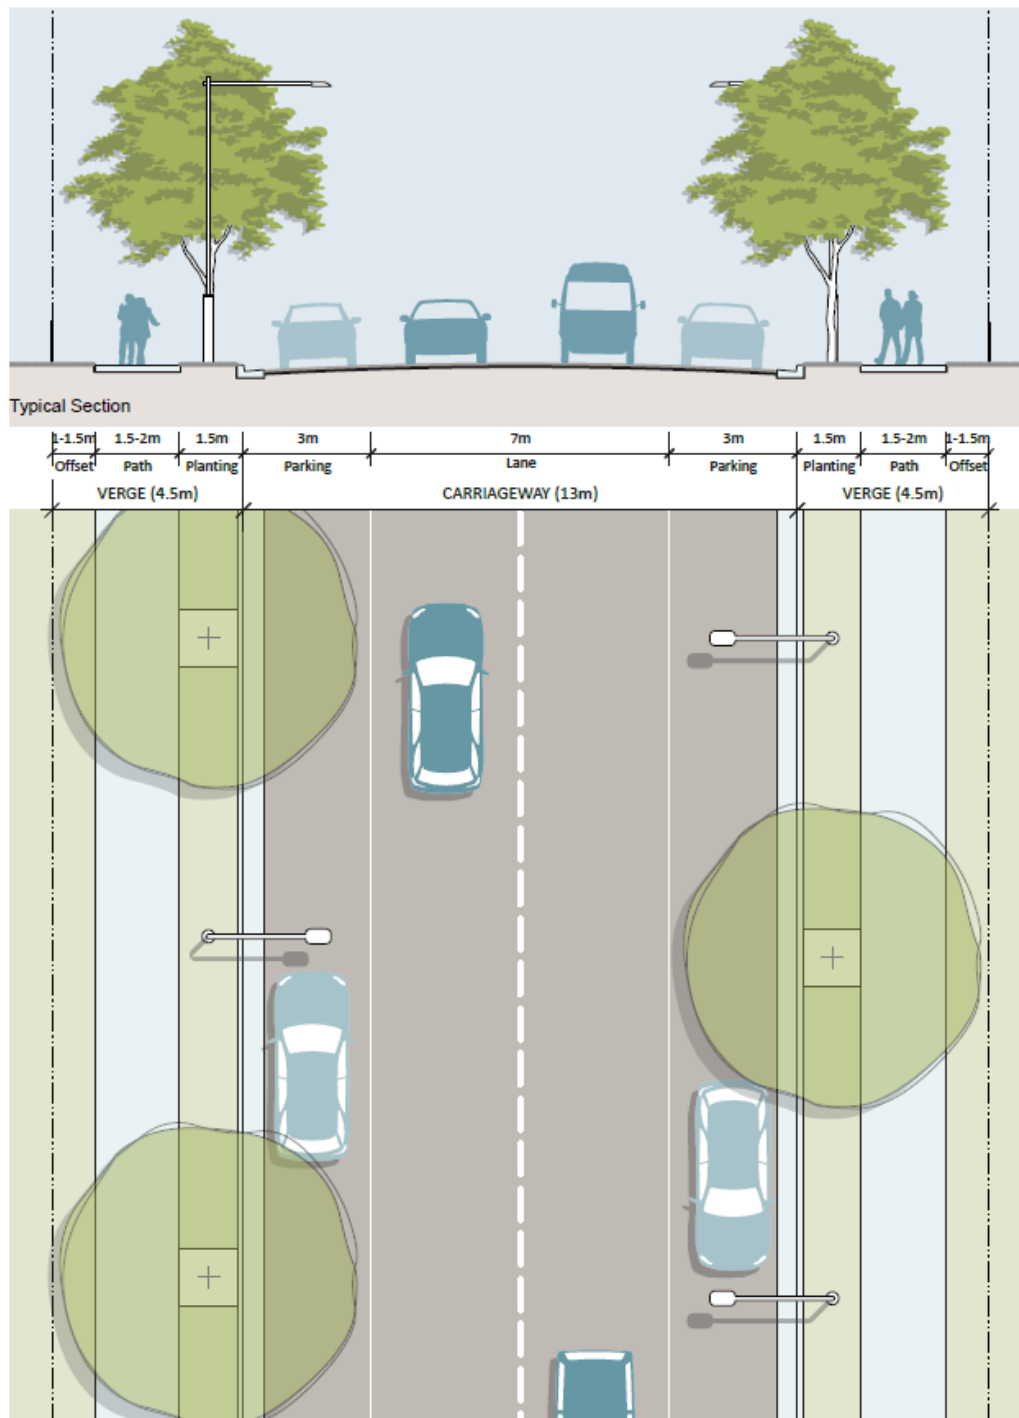 Typical Section
1-1.5m 1.5-2m 1.5m 3m 7m 3m 1.5m 1.5-2m 1-1.5m
Offset Path Planting Parking Lane Parking Planting Path Offset
VERGE (4.5m) CARRIAGEWAY (13m) VERGE (4.5m)